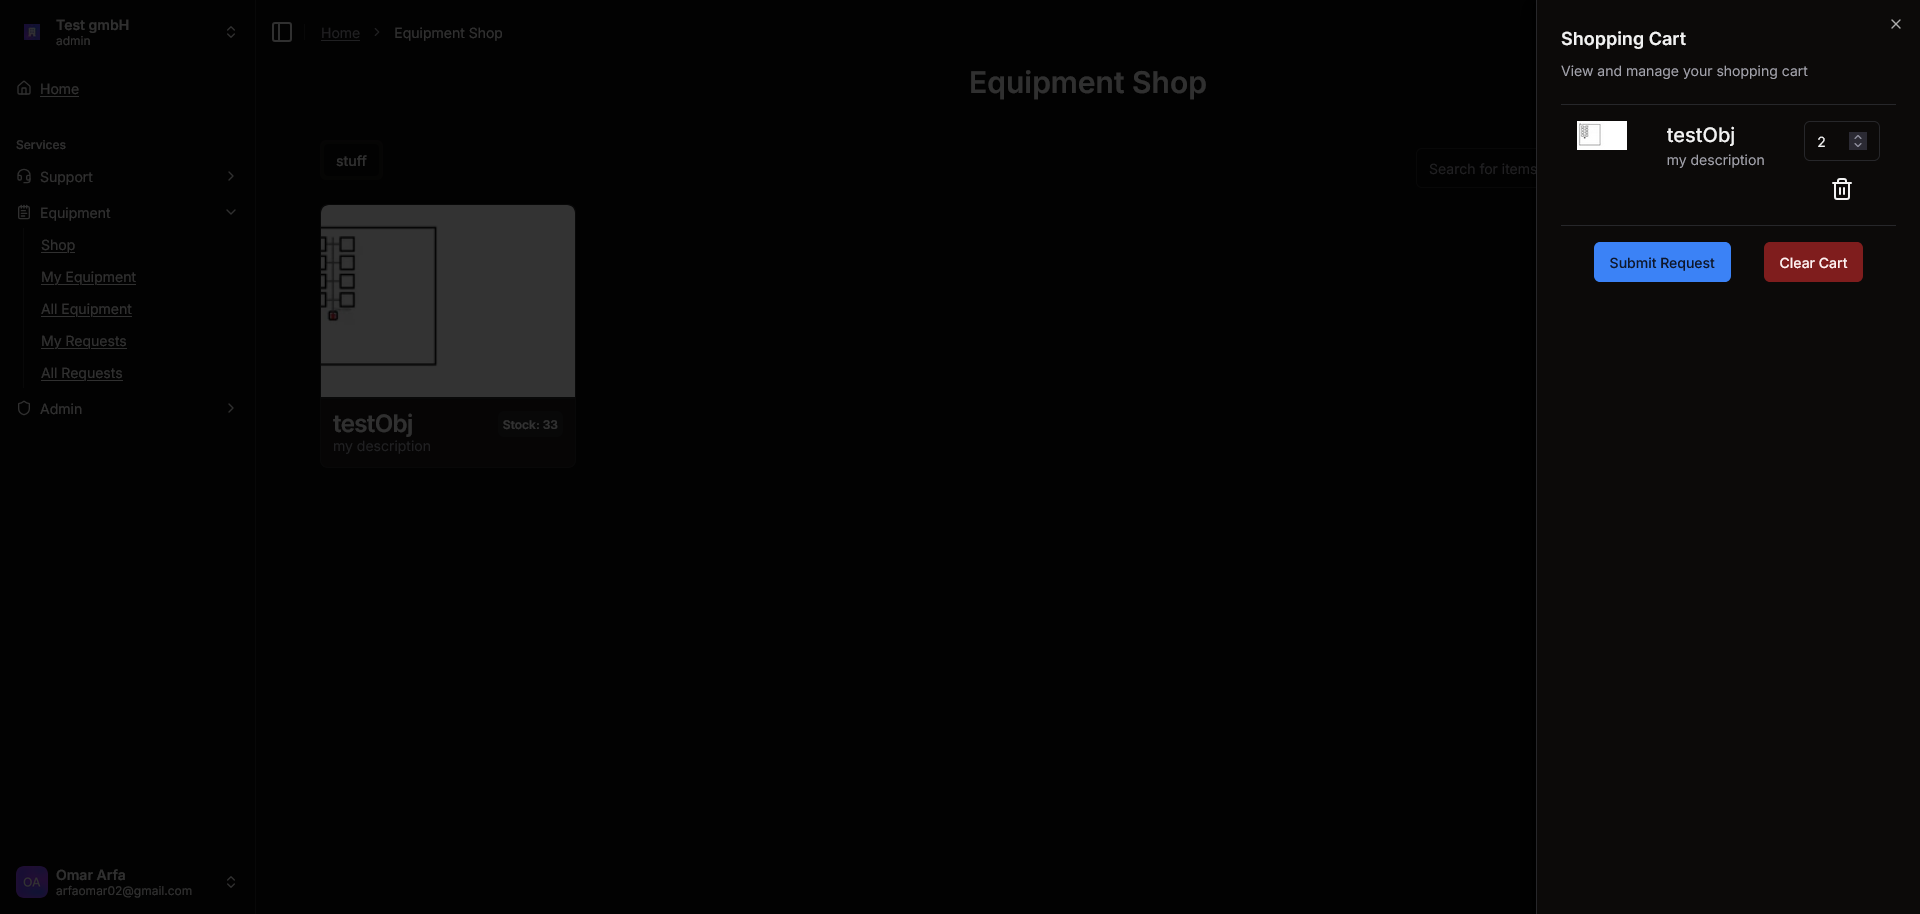 Test gmbH
admin
Home
Services
Support
Equipment
Shop
My Equipment
All Equipment
My Requests
All Requests
Admin
OA
Omar Arfa
arfaomar02@gmail.com
Home
Equipment Shop
Equipment Shop
stuff
Search for items
testObj
Stock: 33
my description
Shopping Cart
View and manage your shopping cart
testObj
2
my description
Submit Request
Clear Cart